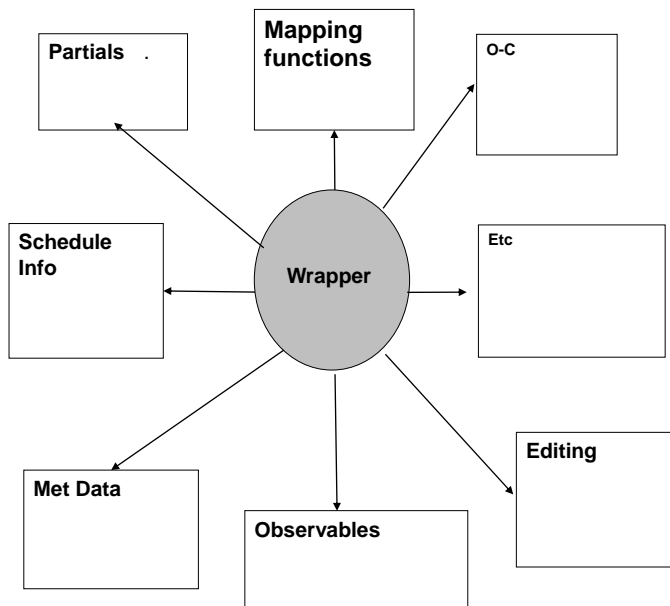 Partials .
Mapping
functions
O-C
Schedule
Info
Wrapper
Etc
Met Data
Observables
Editing